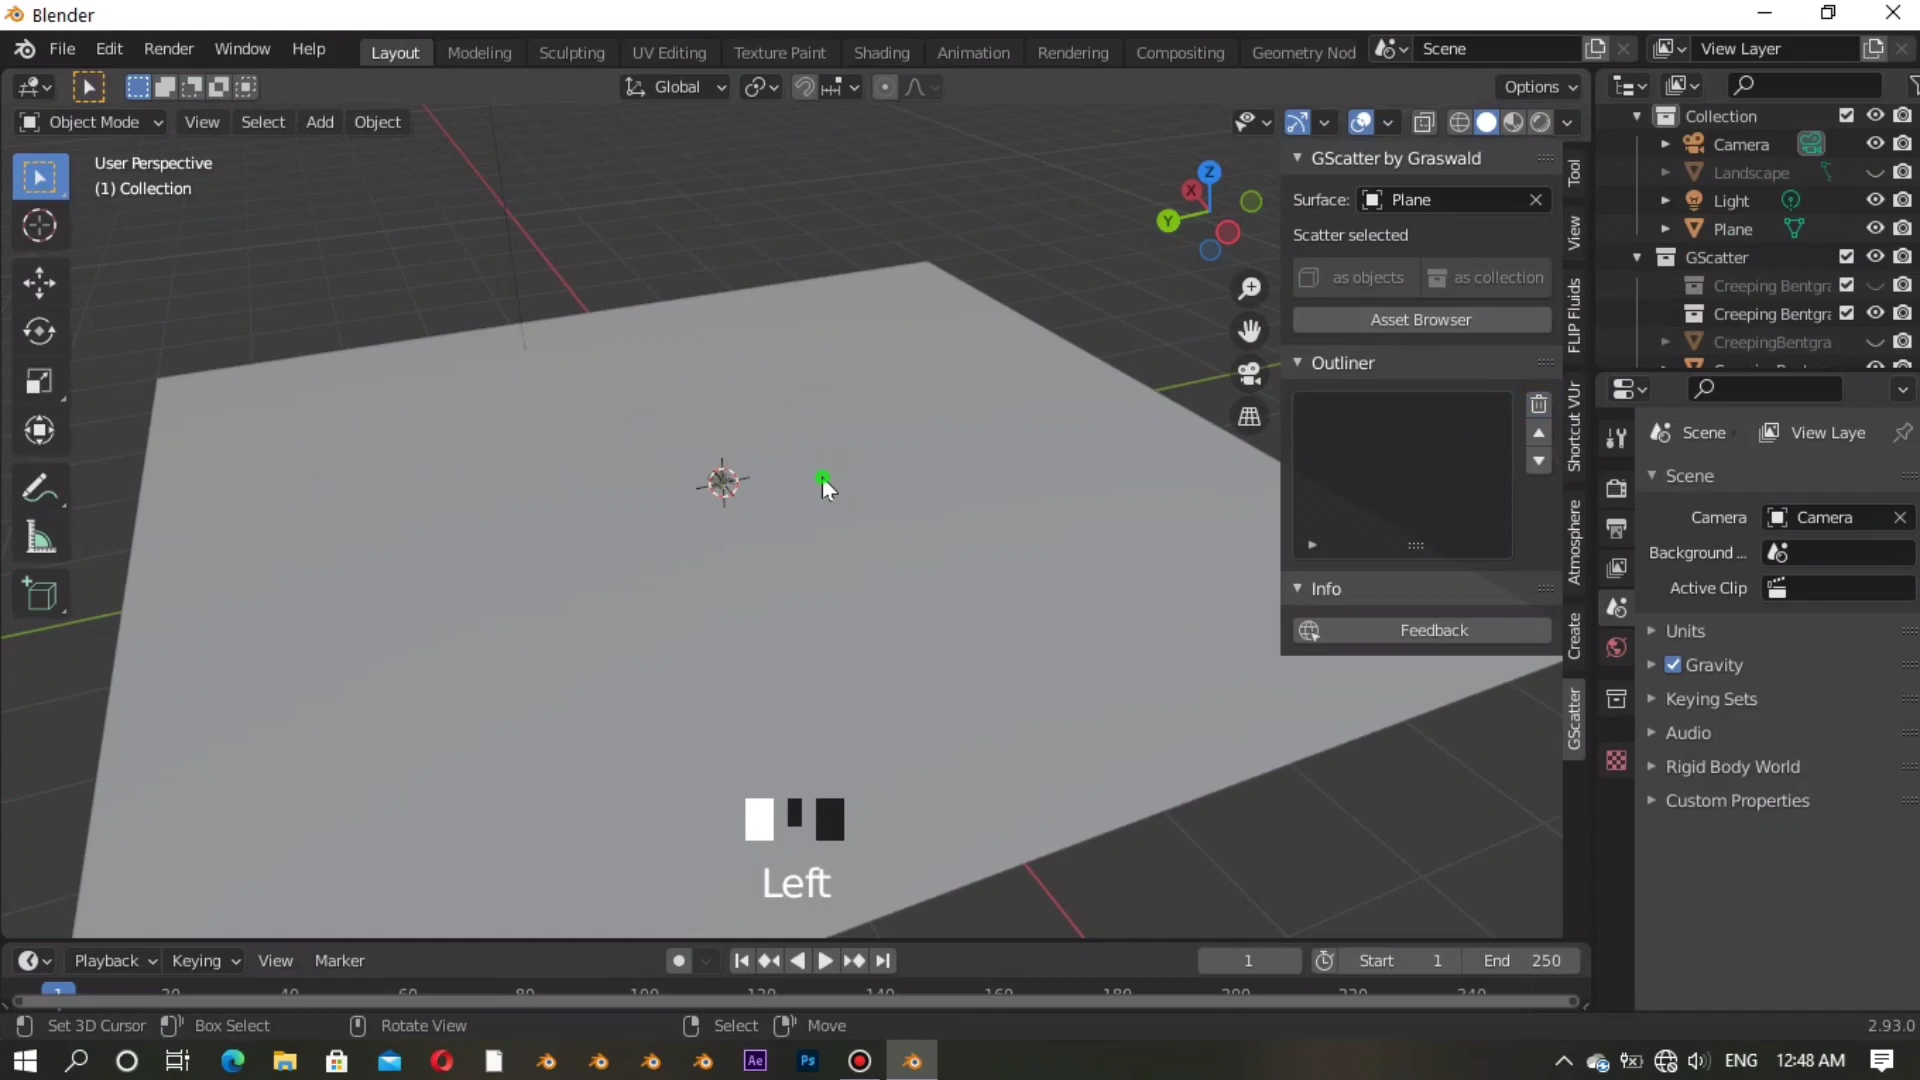 Blender
File Edit Render Window Help
Layout Modeling Sculpting UV Editing Texture Paint Shading Animation Rendering Compositing Geometry Nod
Scene
View Layer
Global
Options
Object Mode View Select Add Object
User Perspective
(1) Collection
Z
X
Y
GScatter by Graswald
Surface: Plane
Scatter selected
as objects as collection
Asset Browser
Outliner
Info
Feedback
Tool
View
FLIP Fluids
Shortcut VUr
Atmosphere
Create
GScatter
Collection
Camera
Landscape
Light
Plane
GScatter
Creeping Bentgra
Creeping Bentgra
CreepingBentgra
Scene View Laye
Scene
Camera Camera
Background ...
Active Clip
Units
Gravity
Keying Sets
Audio
Rigid Body World
Custom Properties
Left
Playback Keying View Marker
1
Start 1
End 250
1 20 40 60 80 100 120 140 160 180 200 220 240
Set 3D Cursor Box Select Rotate View Select Move
2.93.0
Ae
Ps
ENG
12:48 AM